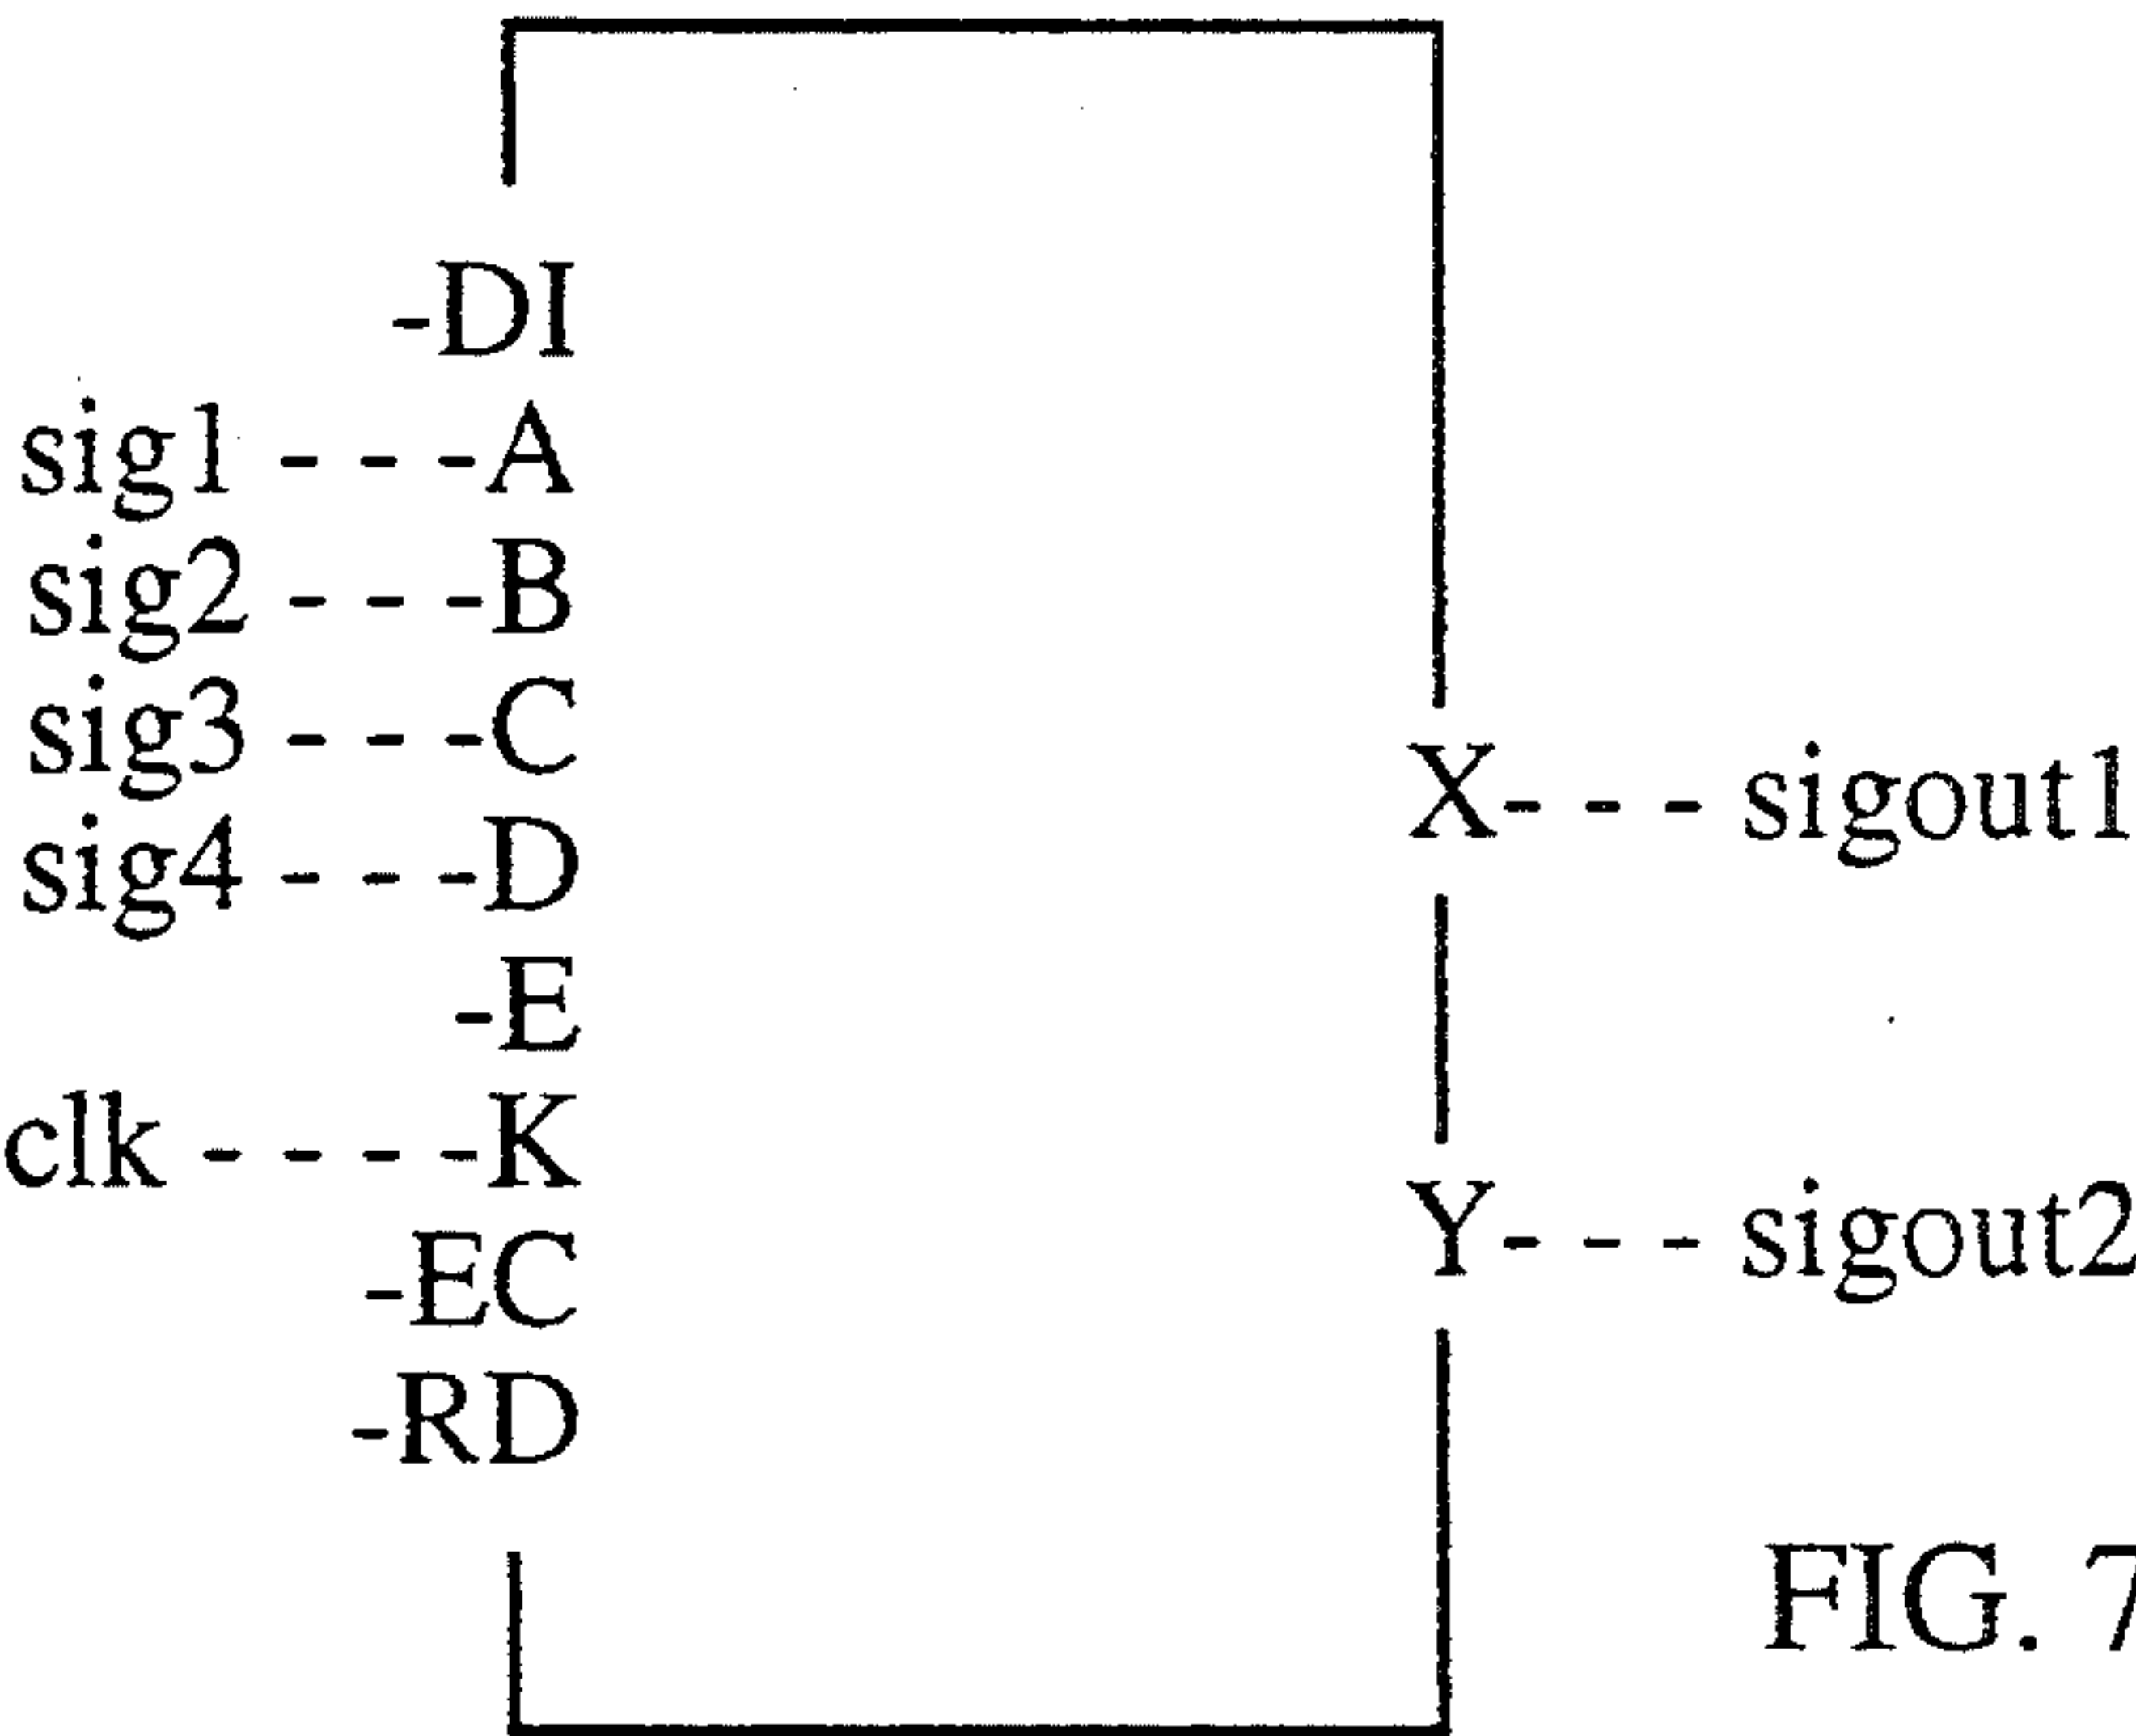 -DI
sig1 - - -A
sig2 - - -B
sig3 - - -C
X- - - sigout1
sig4 - - -D
-E
clk - - - -K
Y- - - sigout2
-EC
-RD
FIG. 7